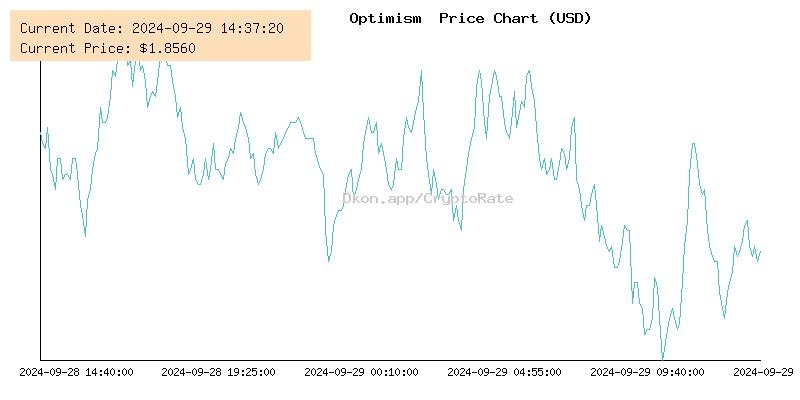 Optimism Price Chart (USD)
Current Date: 2024-09-29 14:37:20
Current Price: $1.8560
Dkon.app/CryptoRate
2024-09-28 14:40:00 2024-09-28 19:25:00 2024-09-29 00:10:00 2024-09-29 04:55:00 2024-09-29 09:40:00 2024-09-29